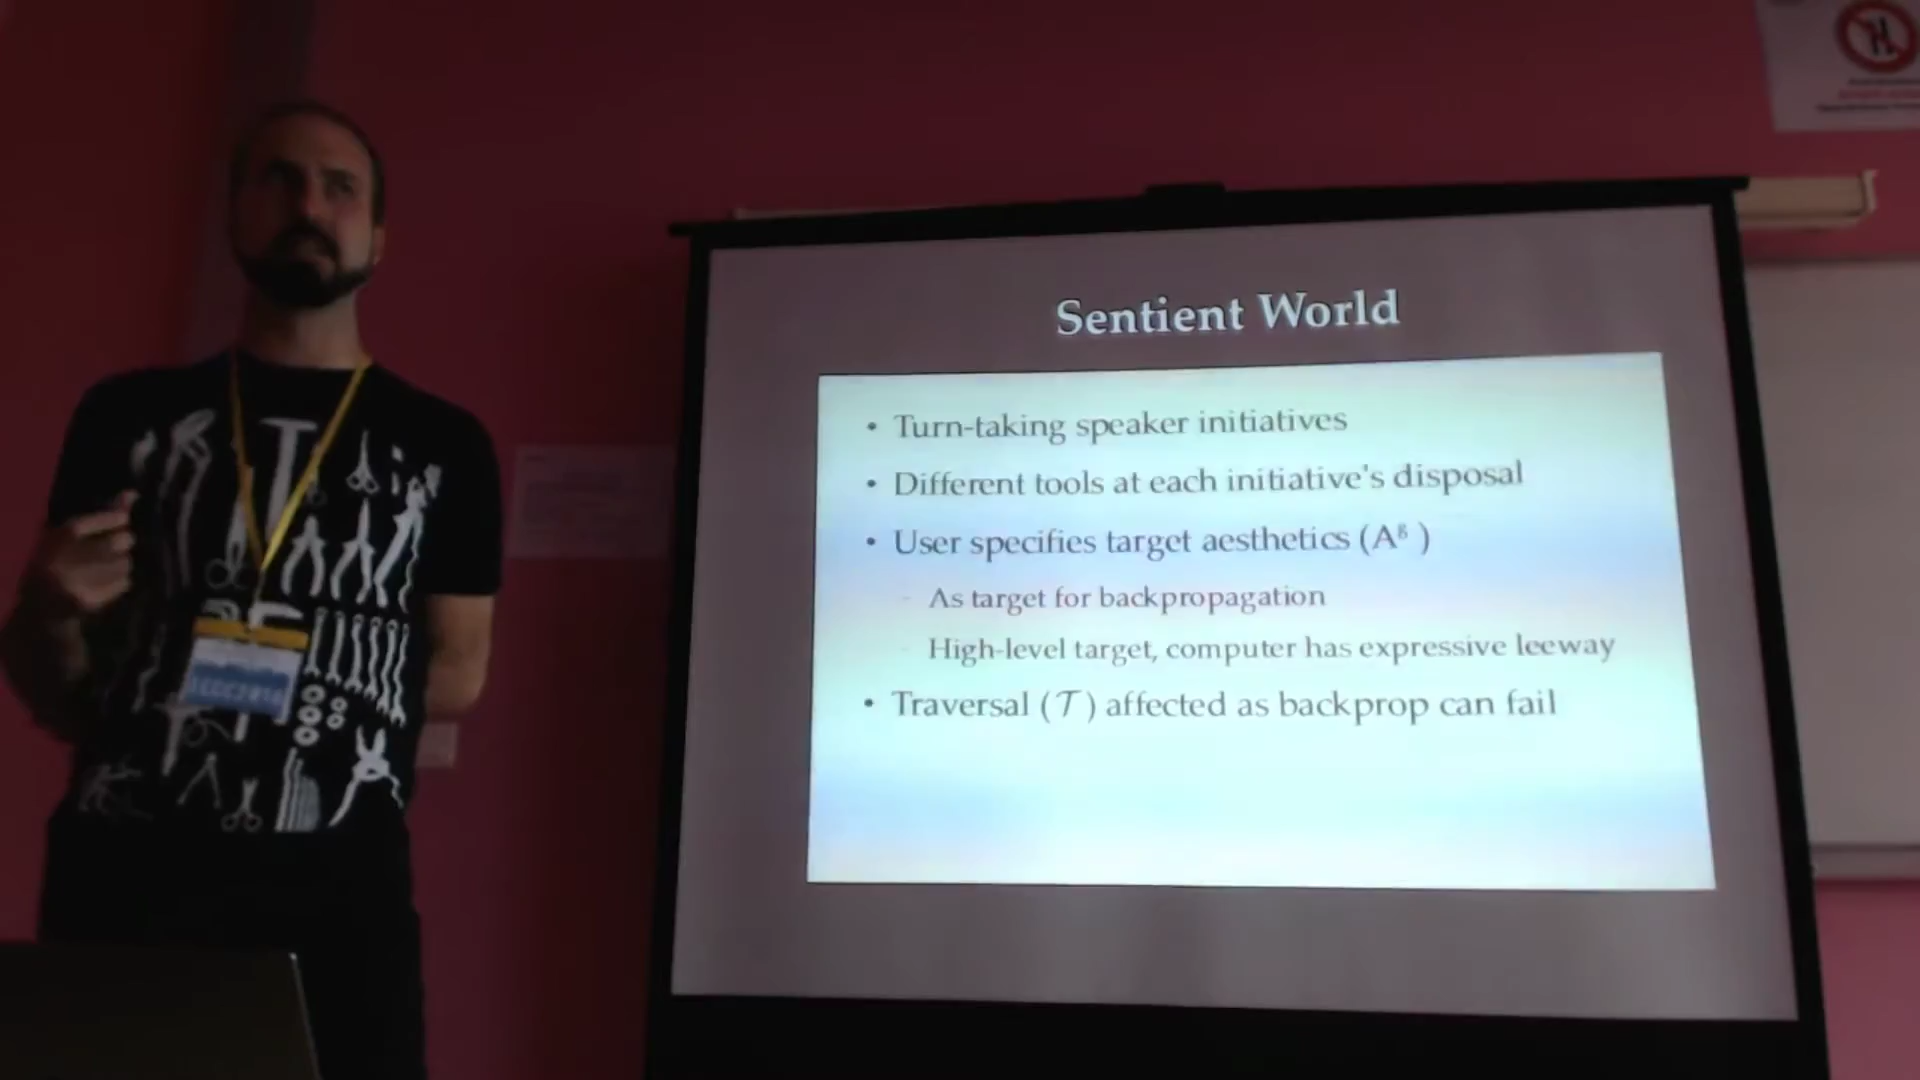 Sentient World
• Turn-taking speaker initiatives
• Different tools at each initiative's disposal
• User specifies target aesthetics (Aᵍ )
- As target for backpropagation
- High-level target, computer has expressive leeway
• Traversal (𝒯 ) affected as backprop can fail